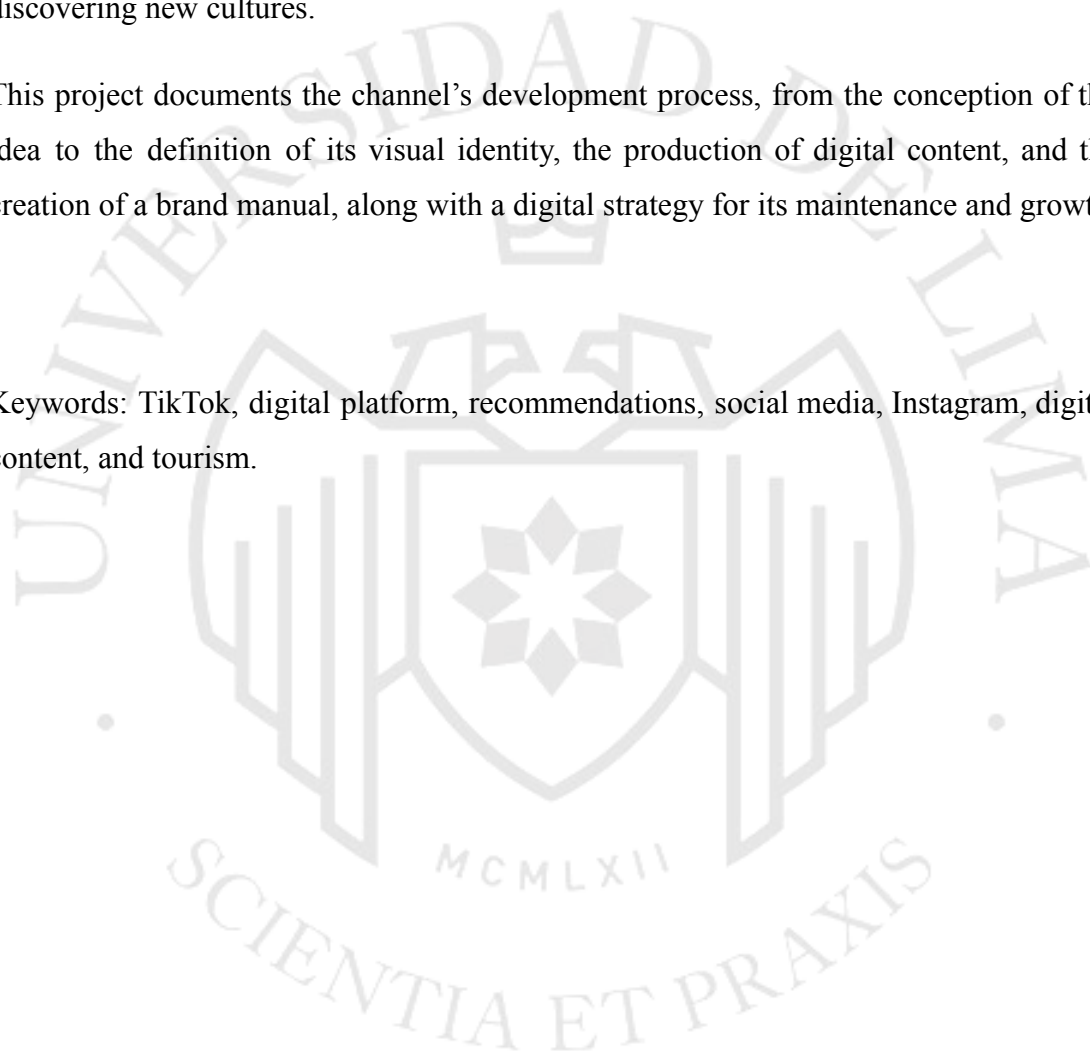 discovering new cultures.
This project documents the channel’s development process, from the conception of th
idea to the definition of its visual identity, the production of digital content, and th
creation of a brand manual, along with a digital strategy for its maintenance and growt
Keywords: TikTok, digital platform, recommendations, social media, Instagram, digit
content, and tourism.
UNIVERSIDAD DE LIMA
MCMLXII
SCIENTIA ET PRAXIS